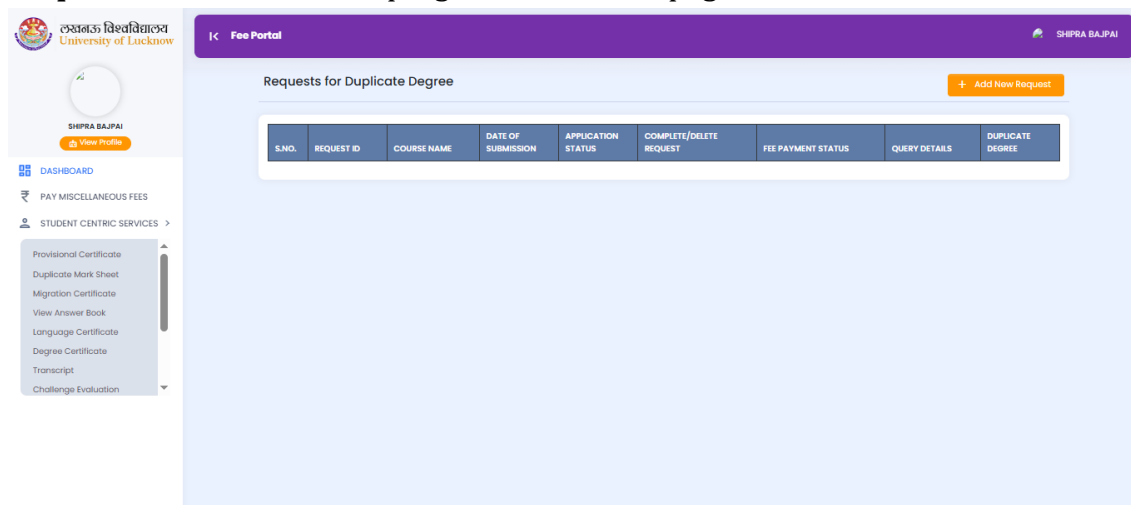 लखनऊ विश्वविद्यालय
University of Lucknow
SHIPRA BAJPAI
View Profile
DASHBOARD
PAY MISCELLANEOUS FEES
STUDENT CENTRIC SERVICES >
Provisional Certificate
Duplicate Mark Sheet
Migration Certificate
View Answer Book
Language Certificate
Degree Certificate
Transcript
Challenge Evaluation
Fee Portal
SHIPRA BAJPAI
Requests for Duplicate Degree
+ Add New Request
S.NO.
REQUEST ID
COURSE NAME
DATE OF
SUBMISSION
APPLICATION
STATUS
COMPLETE/DELETE
REQUEST
FEE PAYMENT STATUS
QUERY DETAILS
DUPLICATE
DEGREE